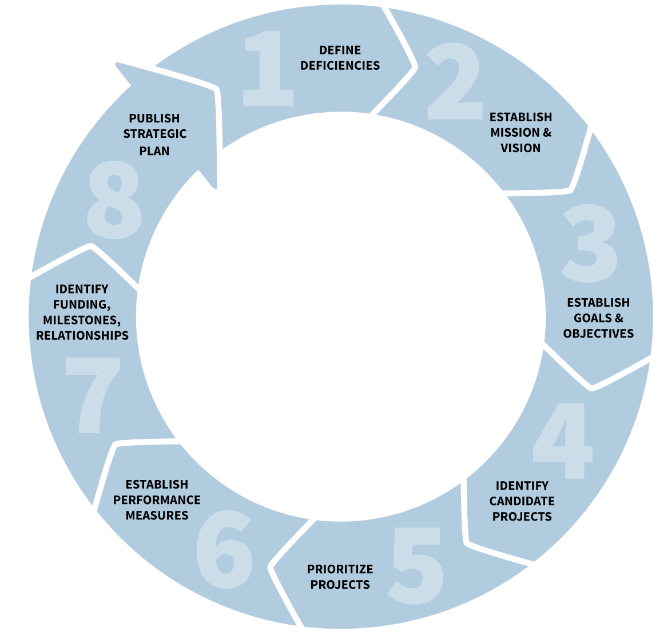 1
DEFINE
DEFICIENCIES
2
ESTABLISH
MISSION &
VISION
3
ESTABLISH
GOALS &
OBJECTIVES
4
IDENTIFY
CANDIDATE
PROJECTS
5
PRIORITIZE
PROJECTS
6
ESTABLISH
PERFORMANCE
MEASURES
7
IDENTIFY
FUNDING,
MILESTONES,
RELATIONSHIPS
8
PUBLISH
STRATEGIC
PLAN